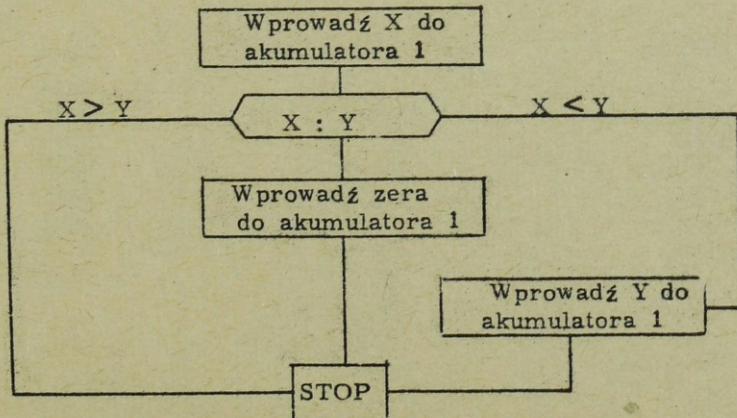 Wprowadź X do
akumulatora 1
X > Y
X : Y
X < Y
Wprowadź zera
do akumulatora 1
Wprowadź Y do
akumulatora 1
STOP